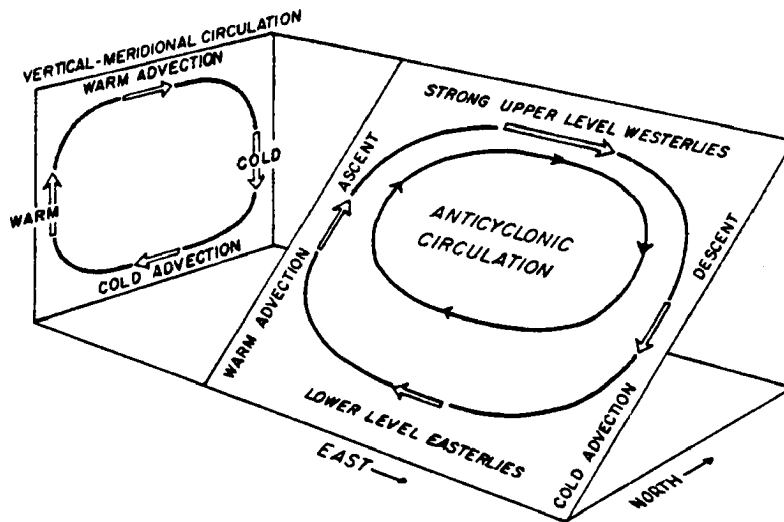 VERTICAL-MERIDIONAL CIRCULATION
WARM ADVECTION
COLD
WARM
COLD ADVECTION
STRONG UPPER LEVEL WESTERLIES
ASCENT
ANTICYCLONIC
CIRCULATION
DESCENT
WARM ADVECTION
LOWER LEVEL EASTERLIES
COLD ADVECTION
EAST
NORTH